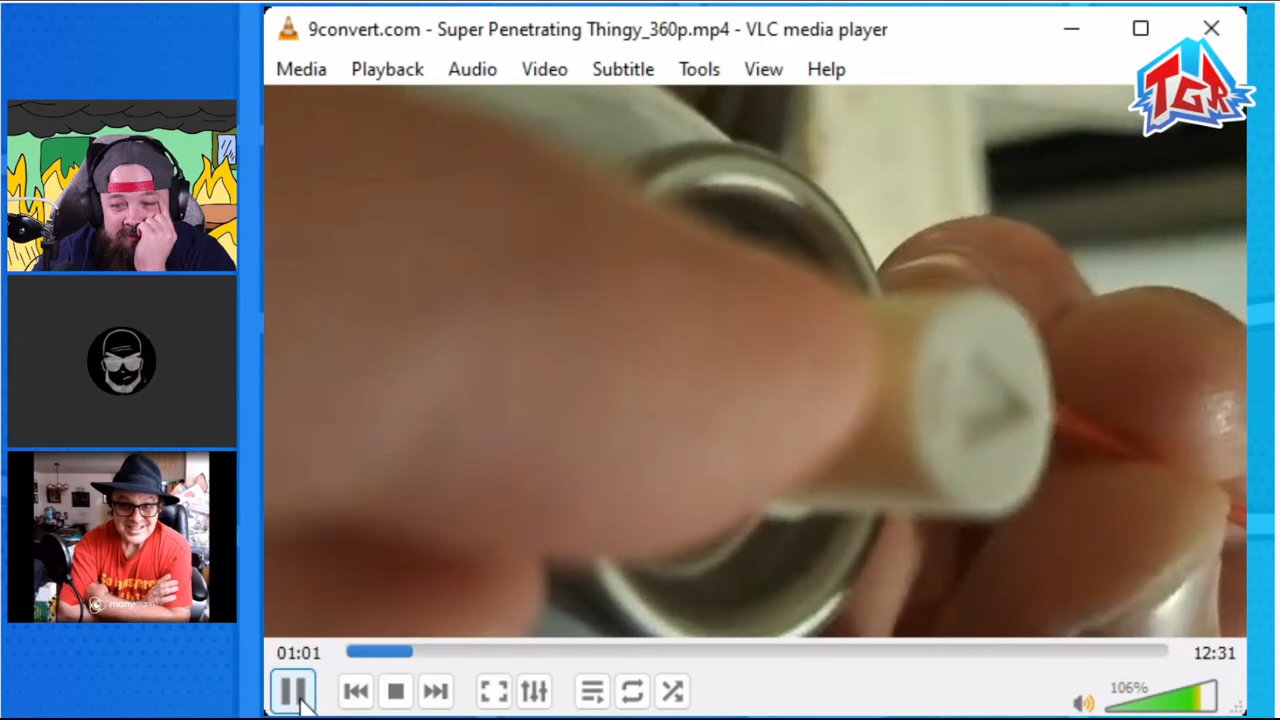 9convert.com - Super Penetrating Thingy_360p.mp4 - VLC media player
Media Playback Audio Video Subtitle Tools View Help
TGR
manycam
01:01
12:31
106%